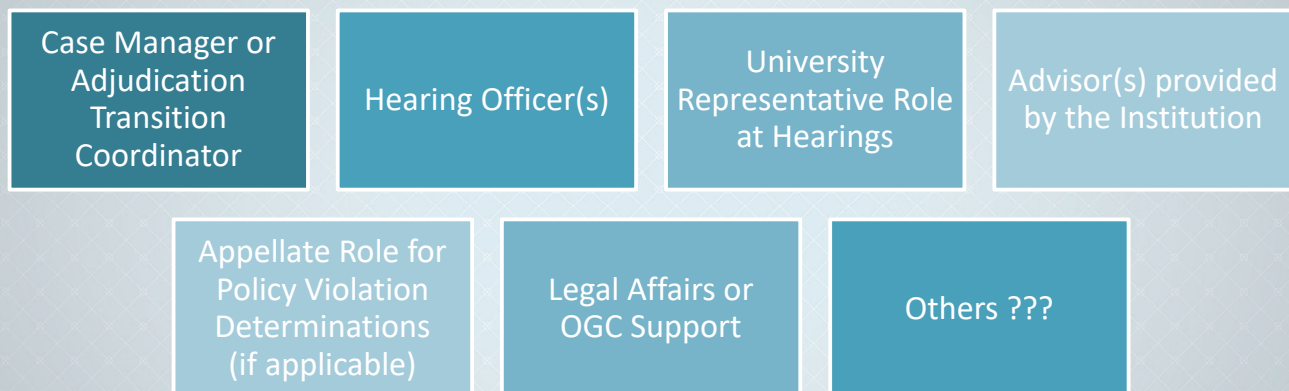 Case Manager or
Adjudication
Transition
Coordinator
Hearing Officer(s)
University
Representative Role
at Hearings
Advisor(s) provided
by the Institution
Appellate Role for
Policy Violation
Determinations
(if applicable)
Legal Affairs or
OGC Support
Others ???